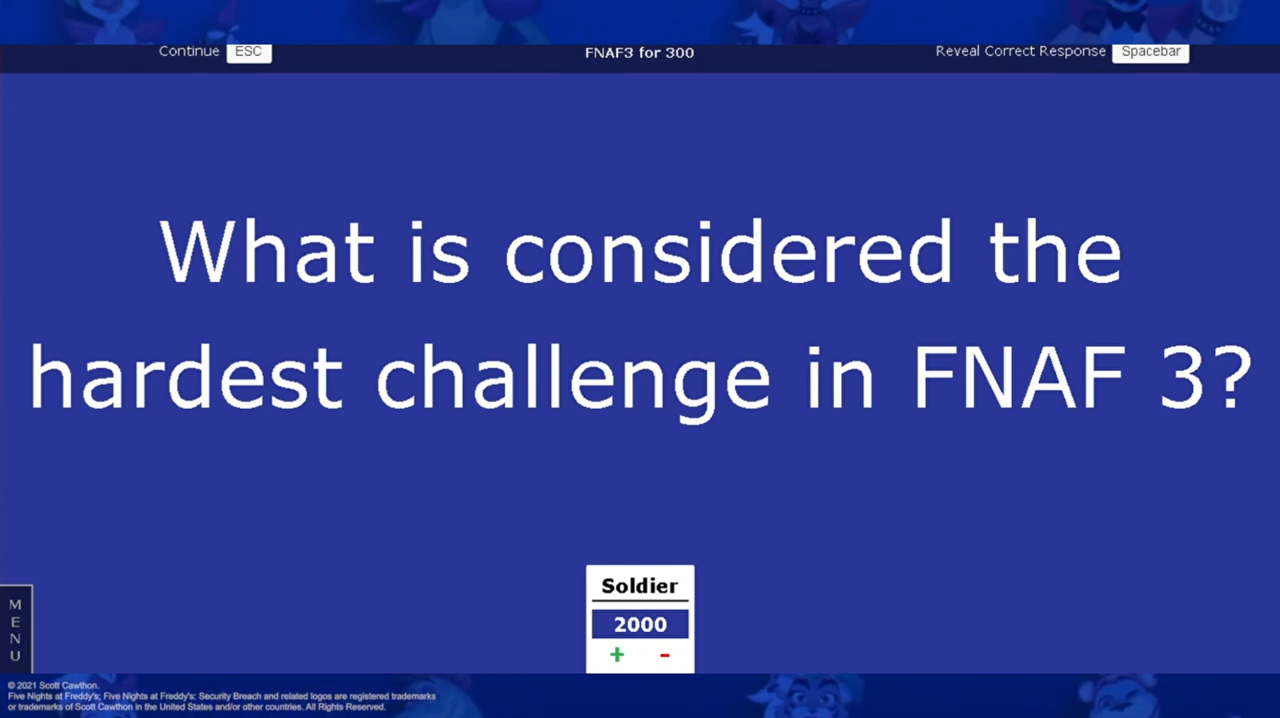 Continue ESC
FNAF3 for 300
Reveal Correct Response Spacebar
What is considered the
hardest challenge in FNAF 3?
Soldier
2000
+ -
M
E
N
U
© 2021 Scott Cawthon.
Five Nights at Freddy's; Five Nights at Freddy's: Security Breach and related logos are registered trademarks
or trademarks of Scott Cawthon in the United States and/or other countries. All Rights Reserved.